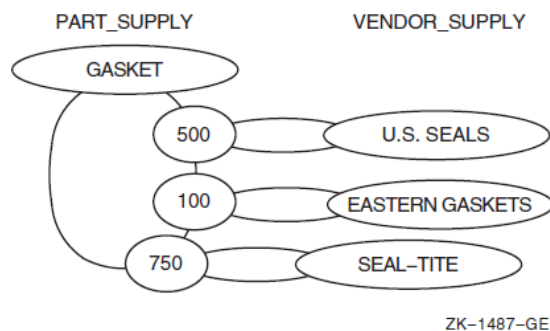 PART_SUPPLY VENDOR_SUPPLY
GASKET
500 U.S. SEALS
100 EASTERN GASKETS
750 SEAL–TITE
ZK–1487–GE